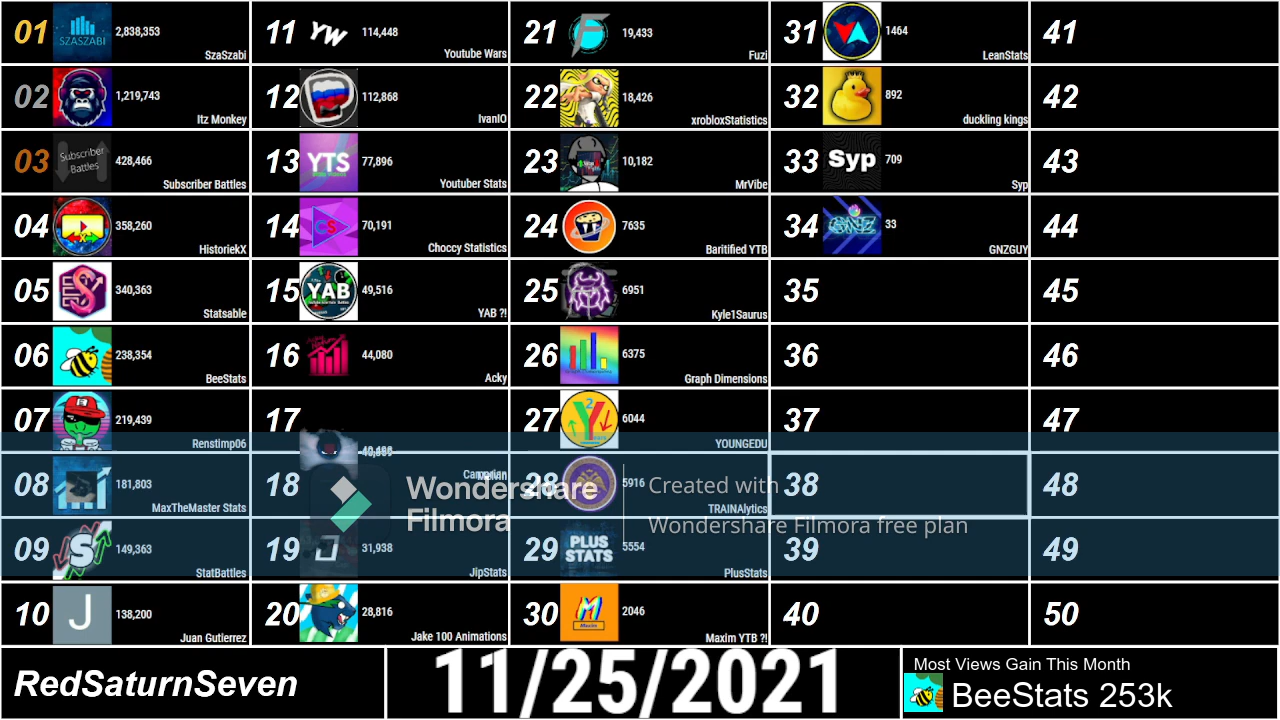 01 SZASZABI 2,838,353 SzaSzabi
02 1,219,743 Itz Monkey
03 Subscriber Battles 428,466 Subscriber Battles
04 358,260 HistoriekX
05 340,363 Statsable
06 238,354 BeeStats
07 219,439 Renstimp06
08 181,803 MaxTheMaster Stats
09 149,363 StatBattles
10 J 138,200 Juan Gutierrez
11 YW 114,448 Youtube Wars
12 112,868 IvanIO
13 YTS 77,896 Youtuber Stats
14 CS 70,191 Choccy Statistics
15 YAB 49,516 YAB ?!
16 44,080 Acky
17
18
19 J 31,938 JipStats
20 28,816 Jake 100 Animations
21 19,433 Fuzi
22 18,426 xrobloxStatistics
23 10,182 MrVibe
24 7635 Baritified YTB
25 6951 Kyle1Saurus
26 6375 Graph Dimensions
27 6044 YOUNGEDU
28 5916 TRAINAlytics
29 PLUS STATS 5554 PlusStats
30 M Maxim 2046 Maxim YTB ?!
31 1464 LeanStats
32 892 duckling kings
33 Syp 709 Syp
34 GNZ 33 GNZGUY
35
36
37
38
39
40
41
42
43
44
45
46
47
48
49
50
Wondershare
Filmora
Created with
Wondershare Filmora free plan
RedSaturnSeven
11/25/2021
Most Views Gain This Month
BeeStats 253k